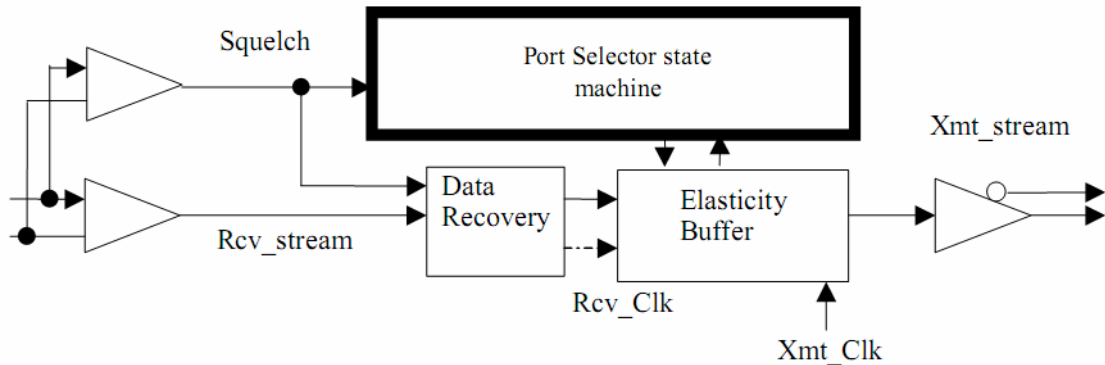 Squelch
Port Selector state
machine
Xmt_stream
Data
Recovery
Elasticity
Buffer
Rcv_stream
Rcv_Clk
Xmt_Clk